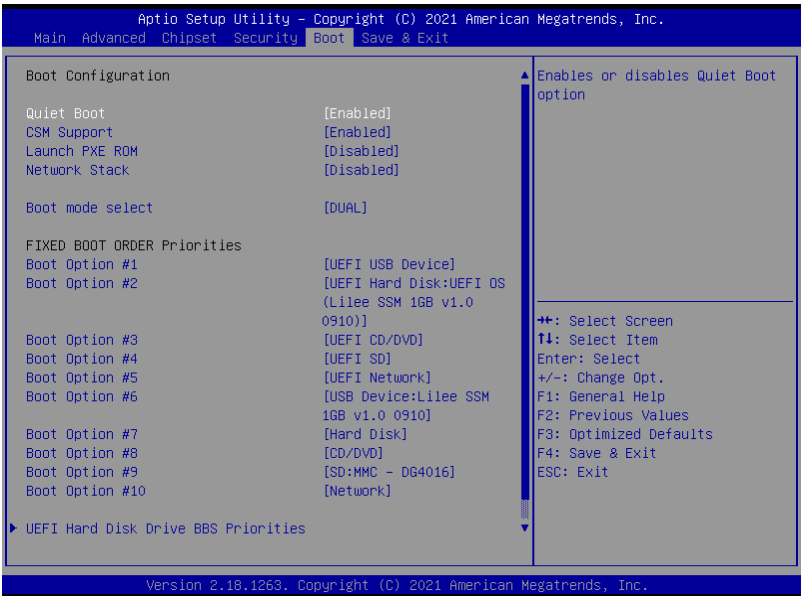 Aptio Setup Utility – Copyright (C) 2021 American Megatrends, Inc.
Main Advanced Chipset Security Boot Save & Exit
Boot Configuration
Quiet Boot [Enabled]
CSM Support [Enabled]
Launch PXE ROM [Disabled]
Network Stack [Disabled]
Boot mode select [DUAL]
FIXED BOOT ORDER Priorities
Boot Option #1 [UEFI USB Device]
Boot Option #2 [UEFI Hard Disk:UEFI OS
(Lilee SSM 1GB v1.0
0910)]
Boot Option #3 [UEFI CD/DVD]
Boot Option #4 [UEFI SD]
Boot Option #5 [UEFI Network]
Boot Option #6 [USB Device:Lilee SSM
1GB v1.0 0910]
Boot Option #7 [Hard Disk]
Boot Option #8 [CD/DVD]
Boot Option #9 [SD:MMC – DG4016]
Boot Option #10 [Network]
UEFI Hard Disk Drive BBS Priorities
Enables or disables Quiet Boot
option
→←: Select Screen
↑↓: Select Item
Enter: Select
+/-: Change Opt.
F1: General Help
F2: Previous Values
F3: Optimized Defaults
F4: Save & Exit
ESC: Exit
Version 2.18.1263. Copyright (C) 2021 American Megatrends, Inc.